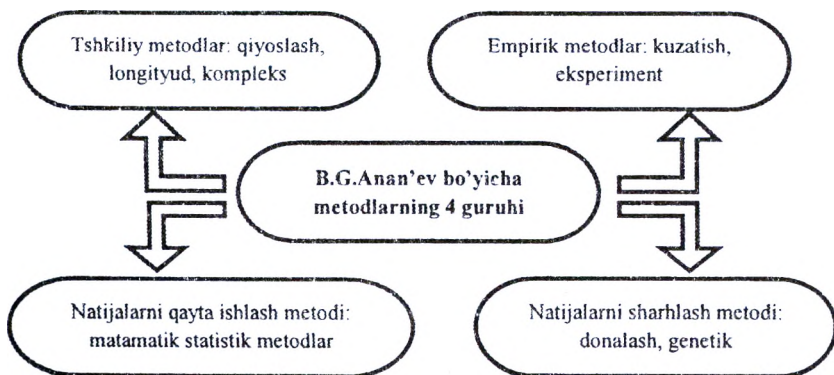 Tshkiliy metodlar: qiyoslash,
longityud, kompleks
Empirik metodlar: kuzatish,
eksperiment
B.G.Anan'ev bo'yicha
metodlarning 4 guruhi
Natijalarni qayta ishlash metodi:
matamatik statistik metodlar
Natijalarni sharhlash metodi:
donalash, genetik